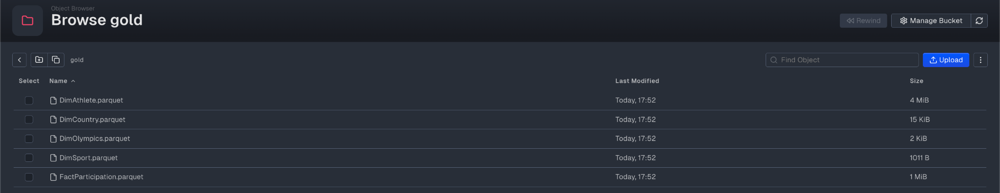 Object Browser
Browse gold
Rewind
Manage Bucket
gold
Find Object
Upload
Select Name Last Modified Size
DimAthlete.parquet Today, 17:52 4 MiB
DimCountry.parquet Today, 17:52 15 KiB
DimOlympics.parquet Today, 17:52 2 KiB
DimSport.parquet Today, 17:52 1011 B
FactParticipation.parquet Today, 17:52 1 MiB